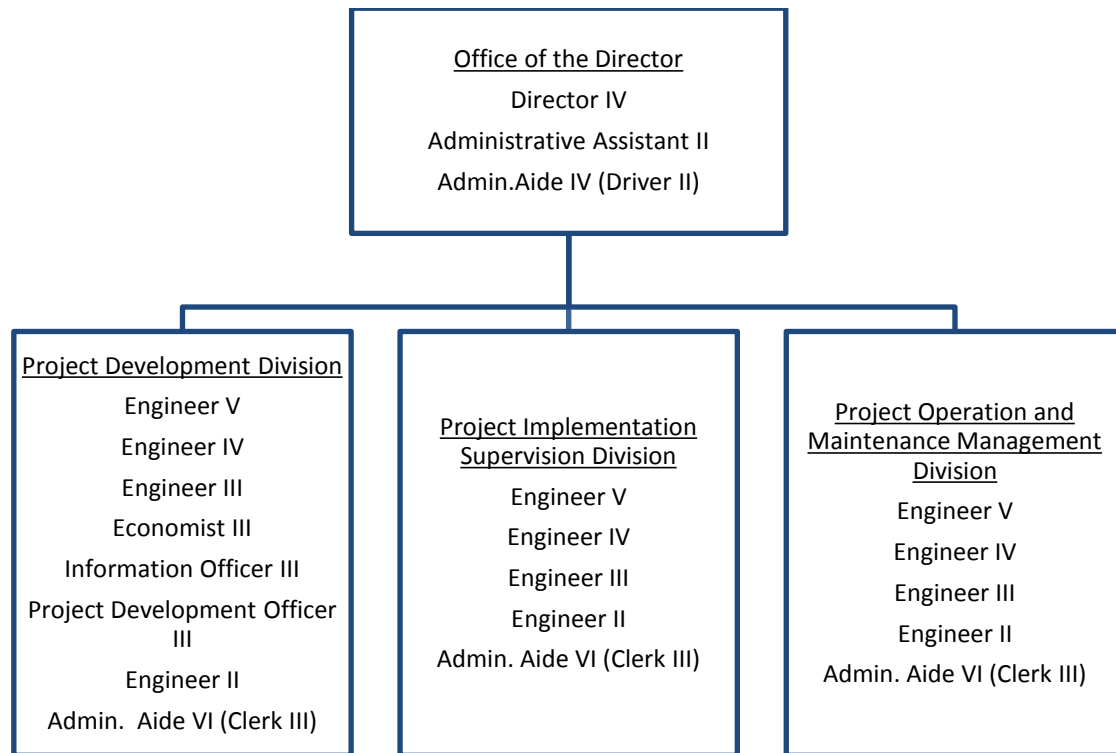 Office of the Director
Director IV
Administrative Assistant II
Admin.Aide IV (Driver II)
Project Development Division
Engineer V
Engineer IV
Engineer III
Economist III
Information Officer III
Project Development Officer
III
Engineer II
Admin.  Aide VI (Clerk III)
Project Implementation
Supervision Division
Engineer V
Engineer IV
Engineer III
Engineer II
Admin. Aide VI (Clerk III)
Project Operation and
Maintenance Management
Division
Engineer V
Engineer IV
Engineer III
Engineer II
Admin. Aide VI (Clerk III)